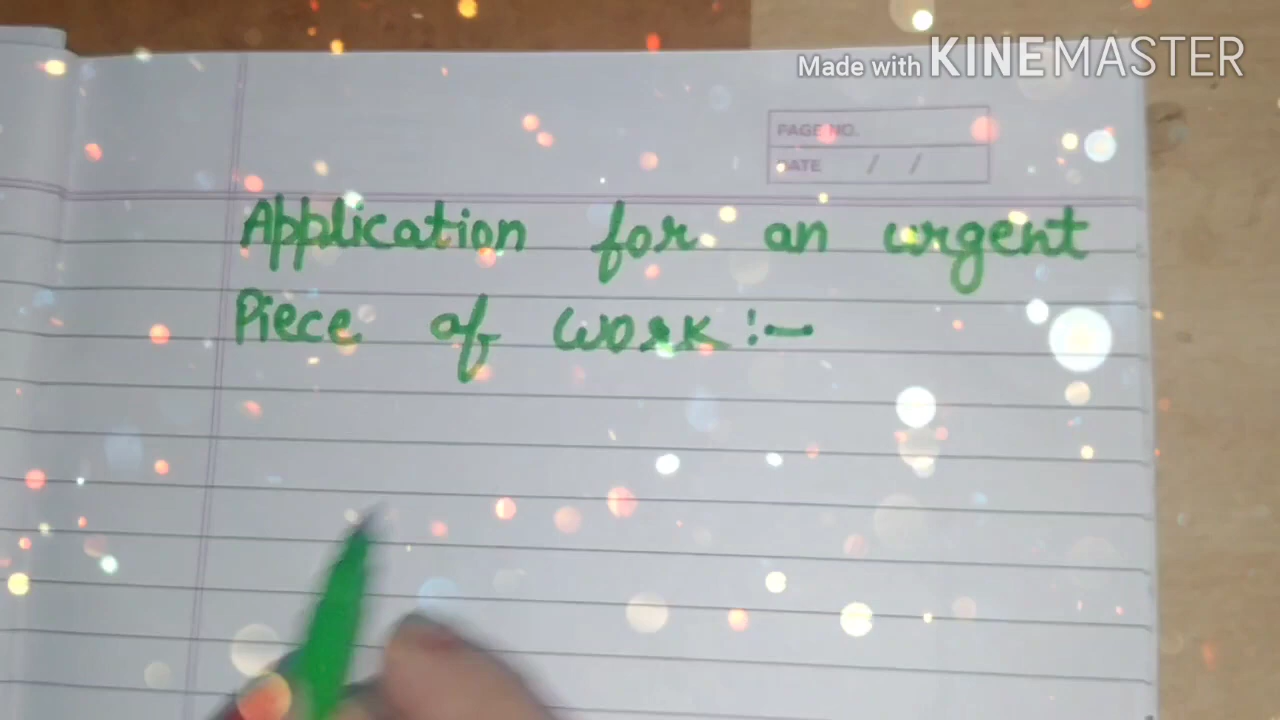 Made with KINEMASTER
PAGE NO.
DATE / /
Application for an urgent
Piece of work :-